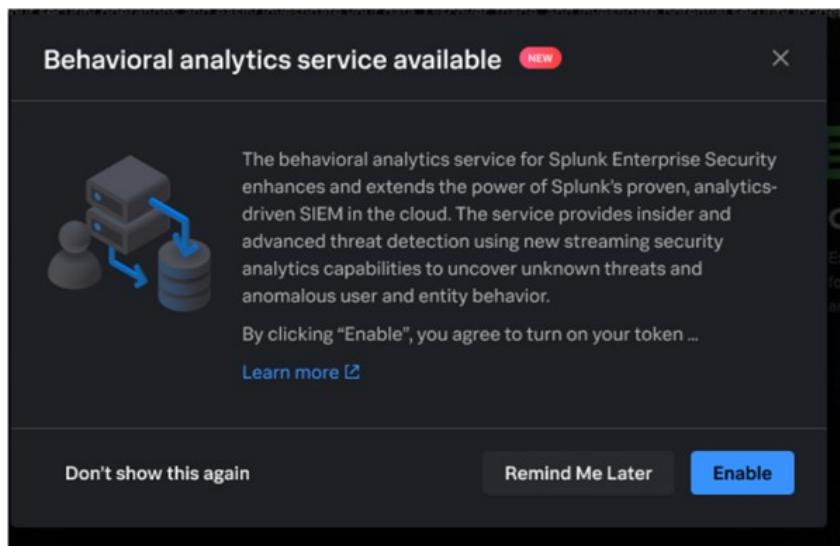 Behavioral analytics service available NEW
The behavioral analytics service for Splunk Enterprise Security
enhances and extends the power of Splunk's proven, analytics-
driven SIEM in the cloud. The service provides insider and
advanced threat detection using new streaming security
analytics capabilities to uncover unknown threats and
anomalous user and entity behavior.
By clicking “Enable”, you agree to turn on your token ...
Learn more
Don't show this again
Remind Me Later
Enable